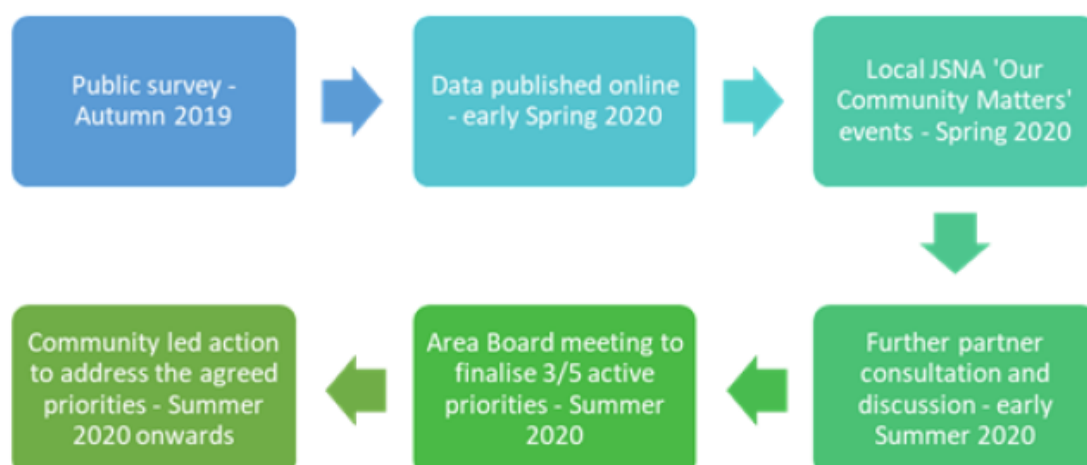 Public survey -
Autumn 2019
Data published online
- early Spring 2020
Local JSNA 'Our
Community Matters'
events - Spring 2020
Further partner
consultation and
discussion - early
Summer 2020
Area Board meeting to
finalise 3/5 active
priorities - Summer
2020
Community led action
to address the agreed
priorities - Summer
2020 onwards